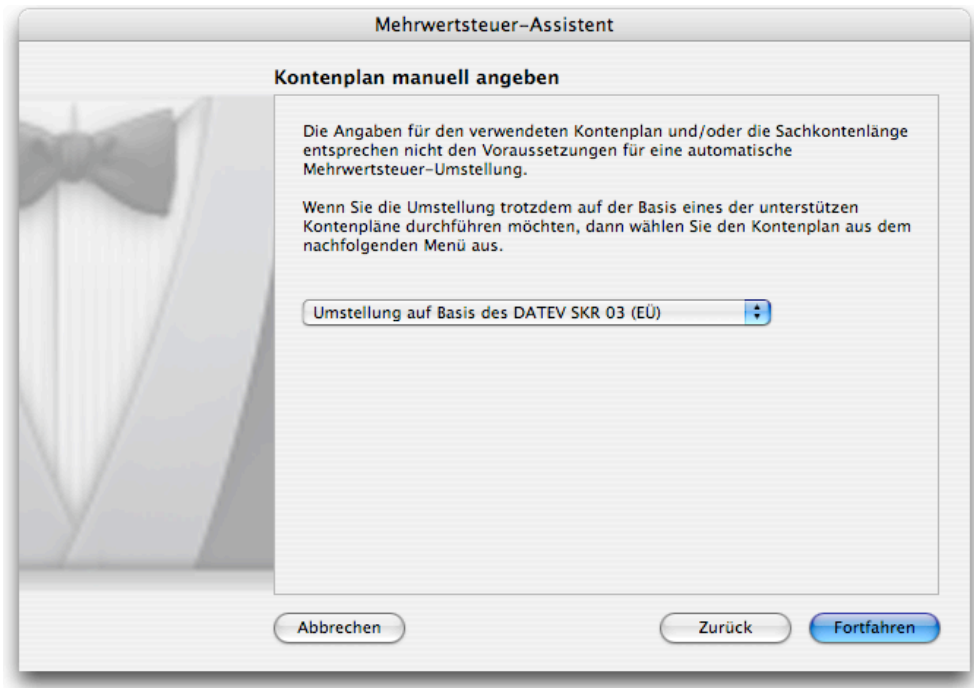 Mehrwertsteuer-Assistent
Kontenplan manuell angeben
Die Angaben für den verwendeten Kontenplan und/oder die Sachkontenlänge
entsprechen nicht den Voraussetzungen für eine automatische
Mehrwertsteuer-Umstellung.
Wenn Sie die Umstellung trotzdem auf der Basis eines der unterstützen
Kontenpläne durchführen möchten, dann wählen Sie den Kontenplan aus dem
nachfolgenden Menü aus.
Umstellung auf Basis des DATEV SKR 03 (EÜ)
Abbrechen Zurück Fortfahren